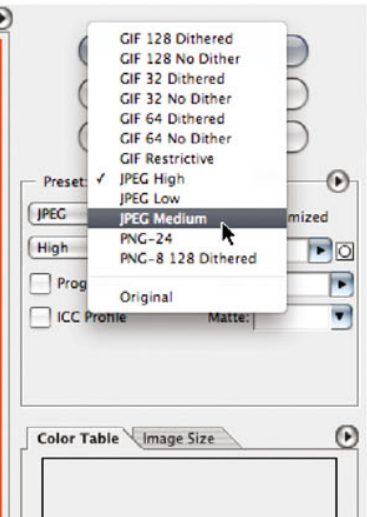 GIF 128 Dithered
GIF 128 No Dither
GIF 32 Dithered
GIF 32 No Dither
GIF 64 Dithered
GIF 64 No Dither
GIF Restrictive
Preset: ✓ JPEG High
JPEG Low
JPEG Medium
JPEG mized
PNG-24
High
PNG-8 128 Dithered
Prog
Original
ICC Profile Matte:
Color Table Image Size